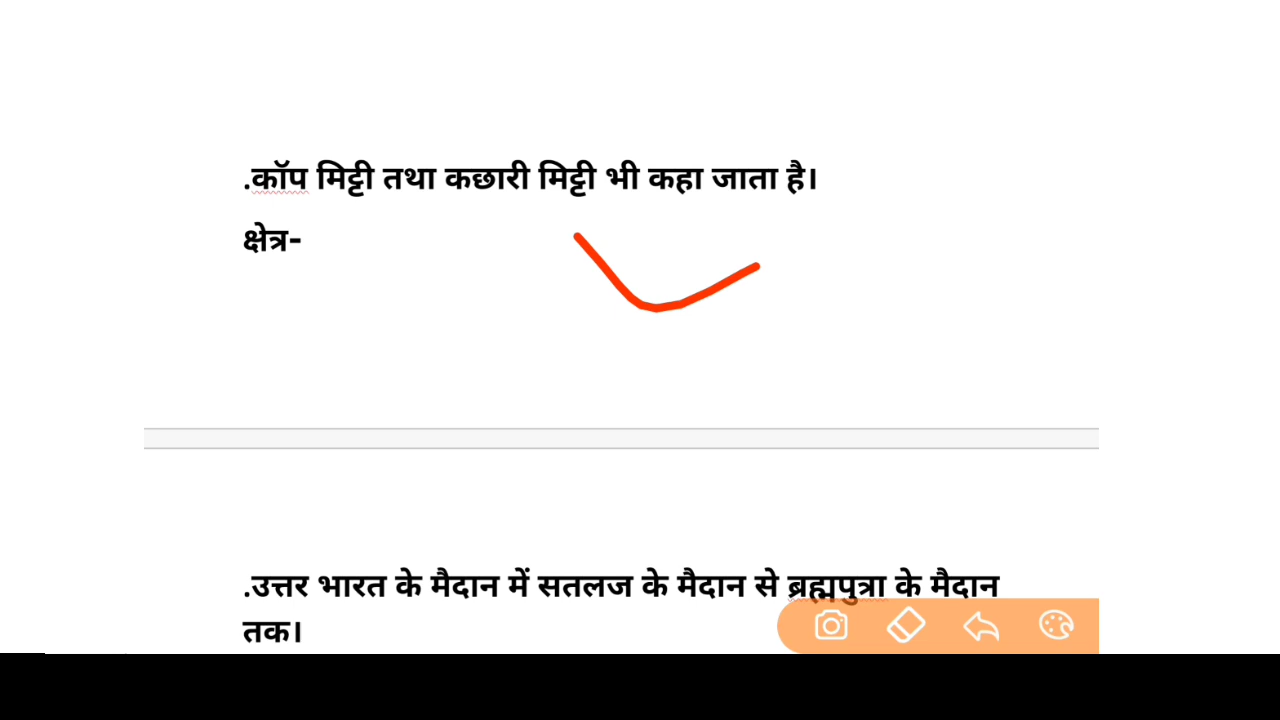 .कॉप मिट्टी तथा कछारी मिट्टी भी कहा जाता है।
क्षेत्र-
.उत्तर भारत के मैदान में सतलज के मैदान से ब्रह्मपुत्रा के मैदान
तक।